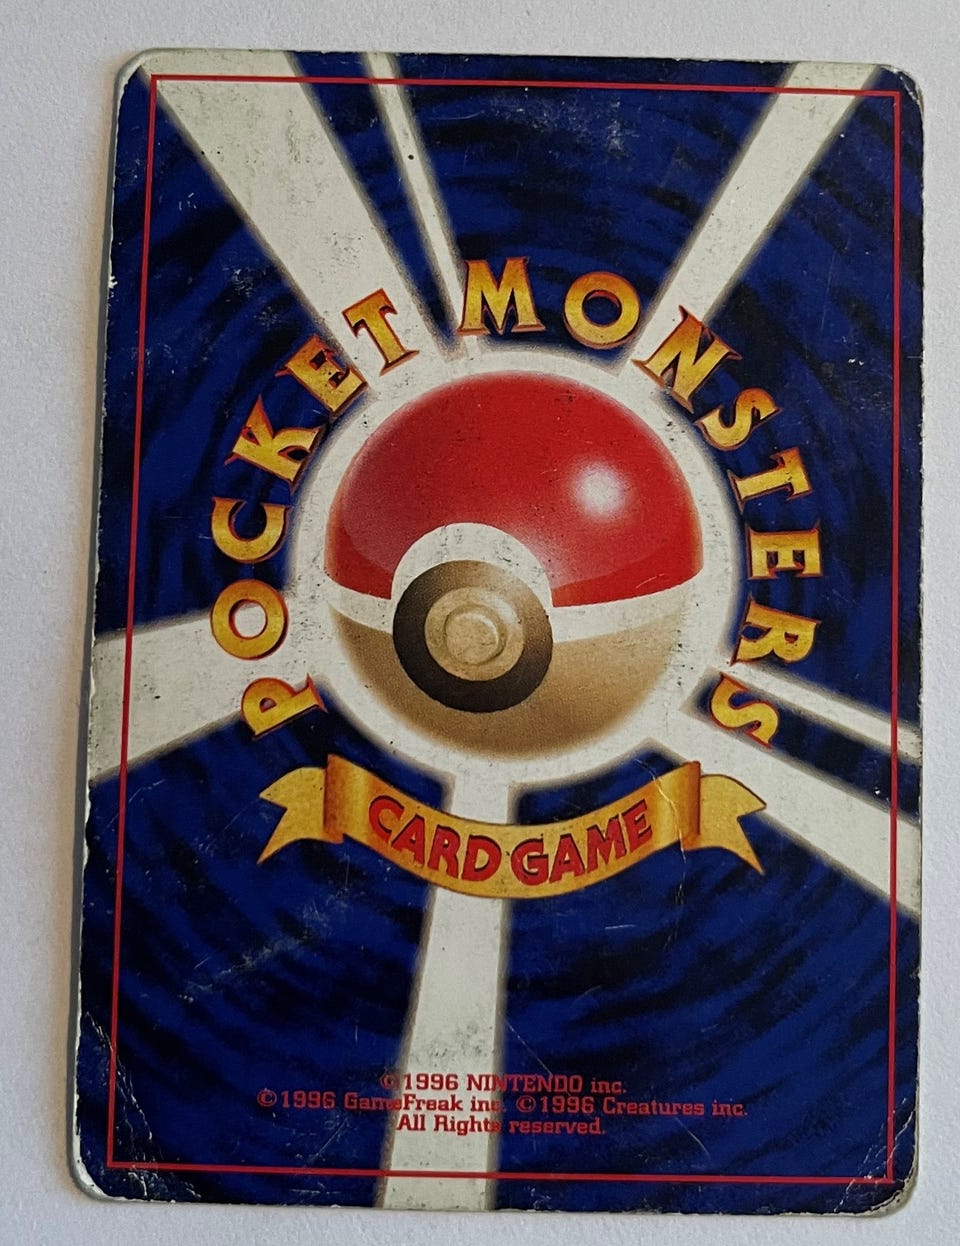 POCKET MONSTERS
CARD GAME
©1996 NINTENDO inc.
©1996 GameFreak inc. ©1996 Creatures inc.
All Rights reserved.